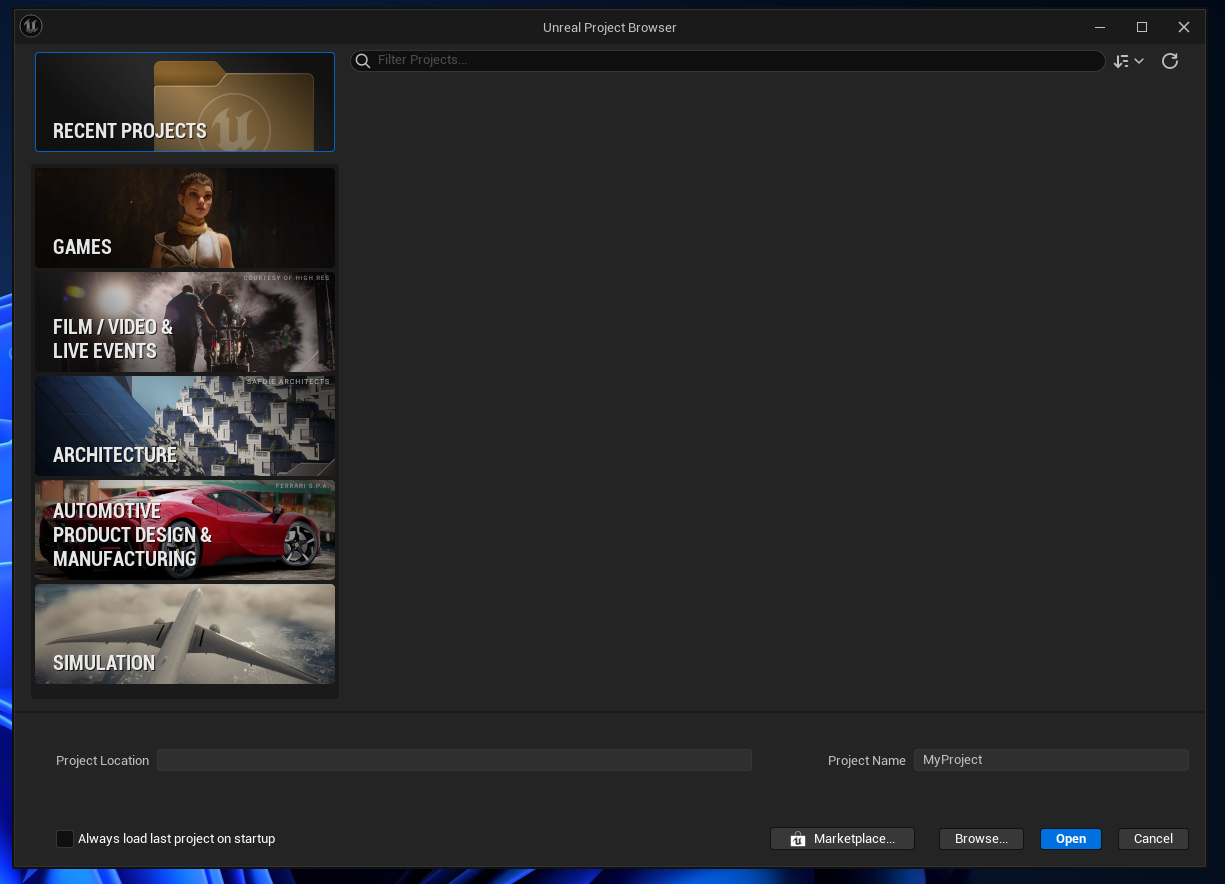 Unreal Project Browser
RECENT PROJECTS
Filter Projects...
GAMES
COURTESY OF HIGH RES
FILM / VIDEO &
LIVE EVENTS
SAFDIE ARCHITECTS
ARCHITECTURE
FERRARI S.P.A.
AUTOMOTIVE
PRODUCT DESIGN &
MANUFACTURING
SIMULATION
Project Location
Project Name
MyProject
Always load last project on startup
Marketplace...
Browse...
Open
Cancel